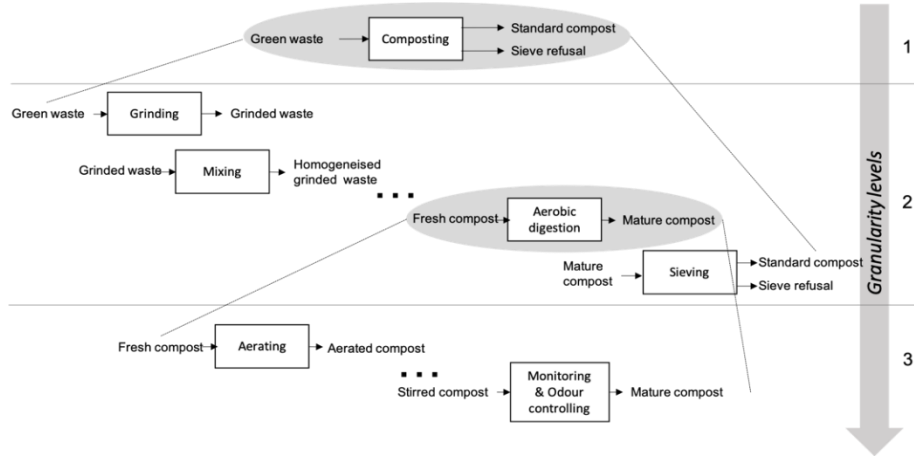 Green waste
Composting
Standard compost
Sieve refusal
1
Green waste
Grinding
Grinded waste
Grinded waste
Mixing
Homogeneised
grinded waste
...
Fresh compost
Aerobic
digestion
Mature compost
2
Mature
compost
Sieving
Standard compost
Sieve refusal
Granularity levels
Fresh compost
Aerating
Aerated compost
3
...
Stirred compost
Monitoring
& Odour
controlling
Mature compost